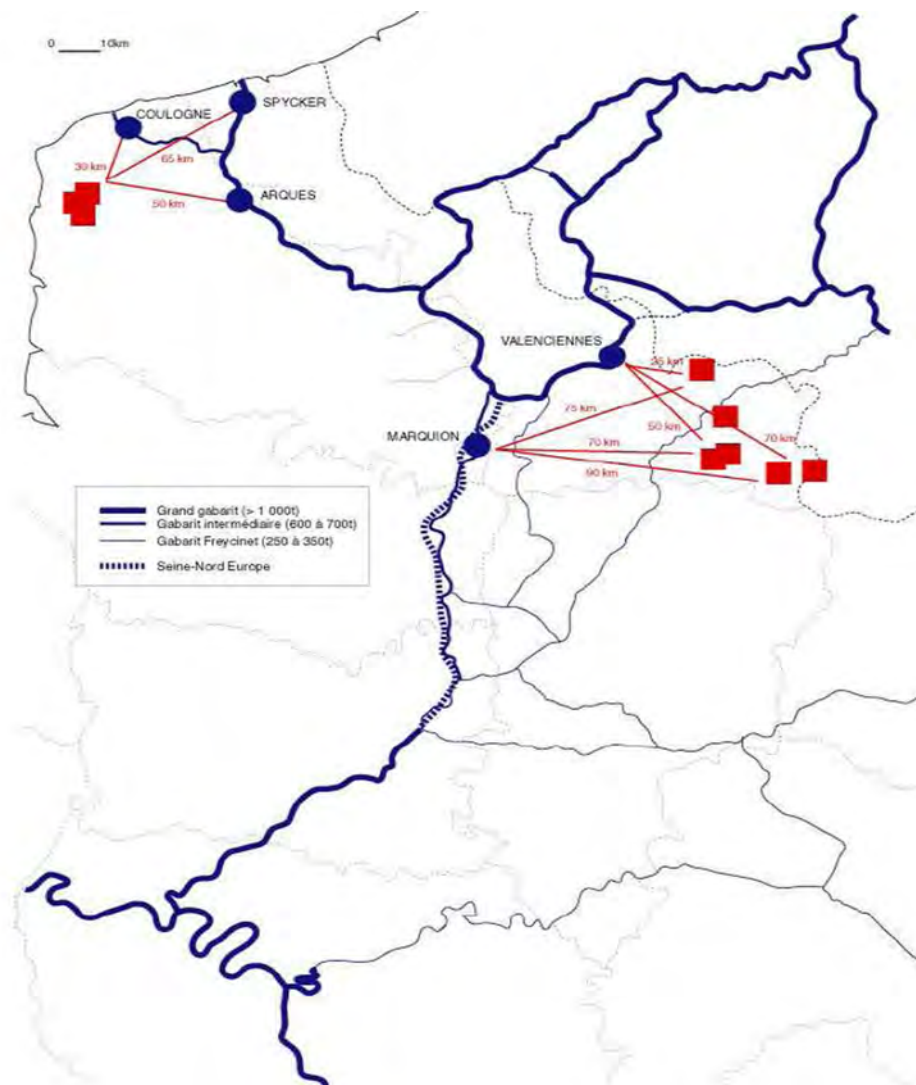 0 10km
SPYCKER
COULOGNE
30 km
65 km
ARQUES
50 km
VALENCIENNES
25 km
75 km
50 km
MARQUION
70 km
70 km
90 km
Grand gabarit (> 1 000t)
Gabarit intermédiaire (600 à 700t)
Gabarit Freycinet (250 à 350t)
Seine-Nord Europe